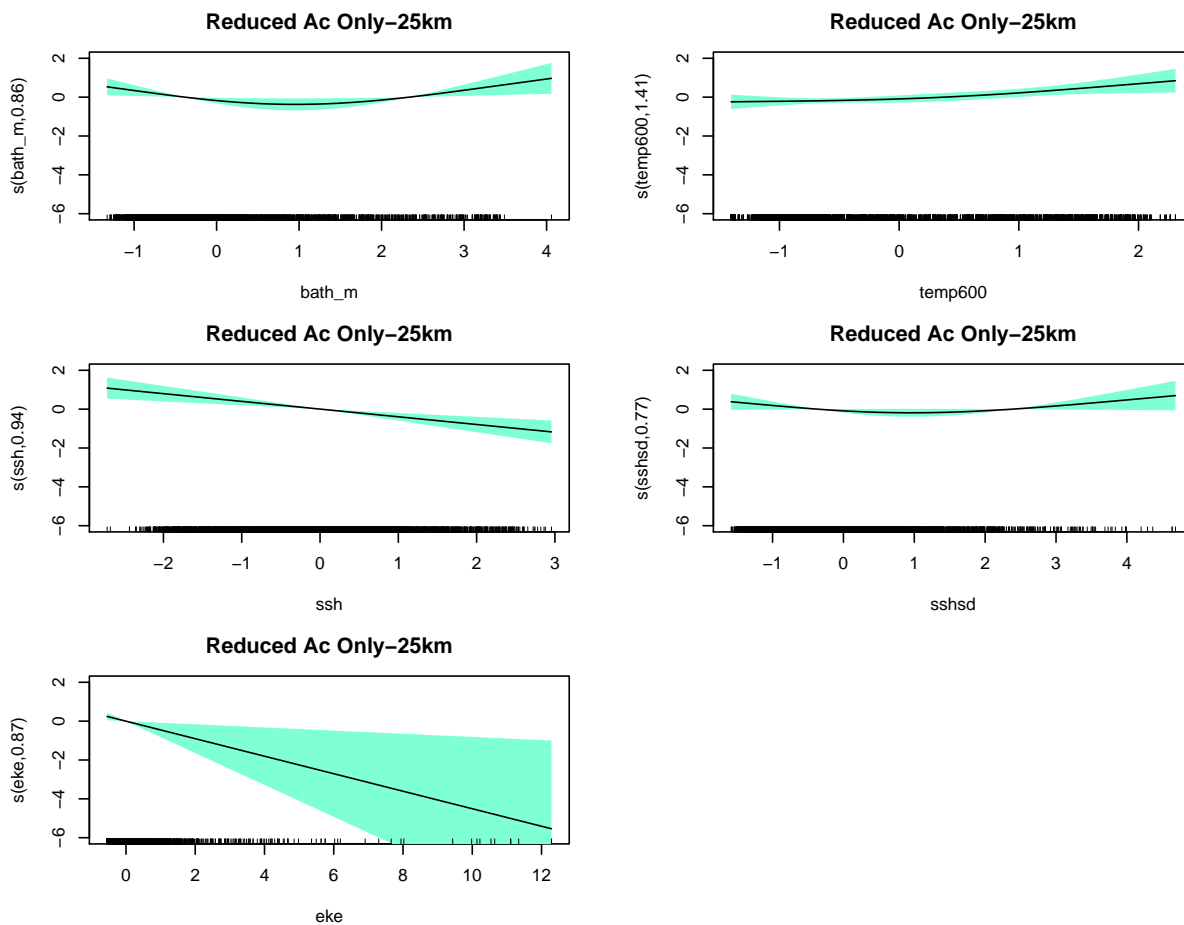 Reduced Ac Only−25km
s(bath_m,0.86)
2
0
−2
−4
−6
−1 0 1 2 3 4
bath_m
Reduced Ac Only−25km
s(temp600,1.41)
2
0
−2
−4
−6
−1 0 1 2
temp600
Reduced Ac Only−25km
s(ssh,0.94)
2
0
−2
−4
−6
−2 −1 0 1 2 3
ssh
Reduced Ac Only−25km
s(sshsd,0.77)
2
0
−2
−4
−6
−1 0 1 2 3 4
sshsd
Reduced Ac Only−25km
s(eke,0.87)
2
0
−2
−4
−6
0 2 4 6 8 10 12
eke